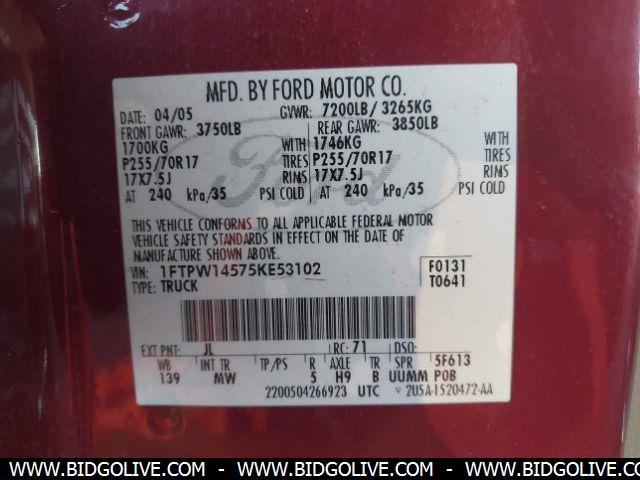 MFD. BY FORD MOTOR CO.
DATE: 04/05 GVWR: 7200LB/ 3265KG
FRONT GAWR: 3750LB REAR GAWR: 3850LB
1700KG WITH 1746KG WITH
P255/70R17 TIRES P255/70R17 TIRES
17X7.5J RIMS 17X7.5J RIMS
AT 240 kPa/35 PSI COLD AT 240 kPa/35 PSI COLD
Ford
THIS VEHICLE CONFORMS TO ALL APPLICABLE FEDERAL MOTOR
VEHICLE SAFETY STANDARDS IN EFFECT ON THE DATE OF
MANUFACTURE SHOWN ABOVE.
VIN: 1FTPW14575KE53102 F0131
TYPE: TRUCK T0641
EXT PNT: JL RC: 71 DSO:
WB INT TR TP/PS R AXLE TR SPR 5F613
139 MW 5 H9 B UUMM POB
2200504266923 UTC 2U5A-1520472-AA
WWW.BIDGOLIVE.COM - WWW.BIDGOLIVE.COM - WWW.BIDGOLIVE.COM